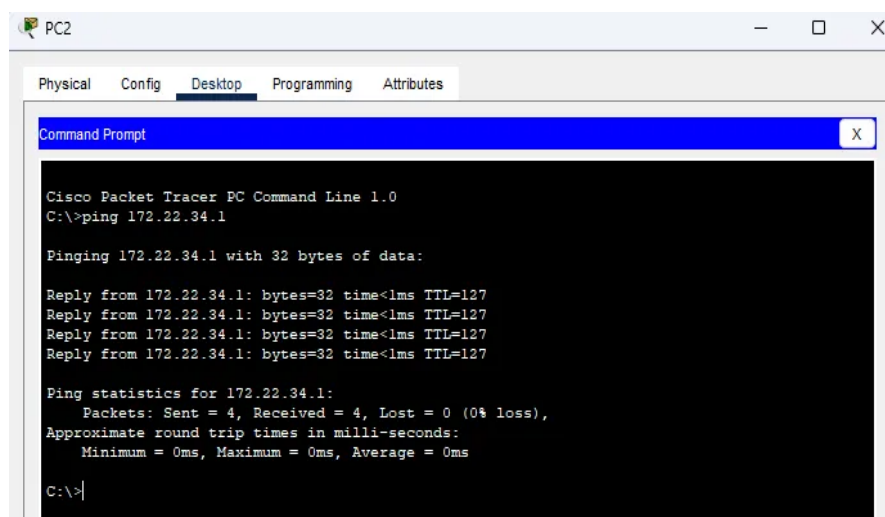 PC2
Physical Config Desktop Programming Attributes
Command Prompt
X
Cisco Packet Tracer PC Command Line 1.0
C:\>ping 172.22.34.1
Pinging 172.22.34.1 with 32 bytes of data:
Reply from 172.22.34.1: bytes=32 time<1ms TTL=127
Reply from 172.22.34.1: bytes=32 time<1ms TTL=127
Reply from 172.22.34.1: bytes=32 time<1ms TTL=127
Reply from 172.22.34.1: bytes=32 time<1ms TTL=127
Ping statistics for 172.22.34.1:
Packets: Sent = 4, Received = 4, Lost = 0 (0% loss),
Approximate round trip times in milli-seconds:
Minimum = 0ms, Maximum = 0ms, Average = 0ms
C:\>